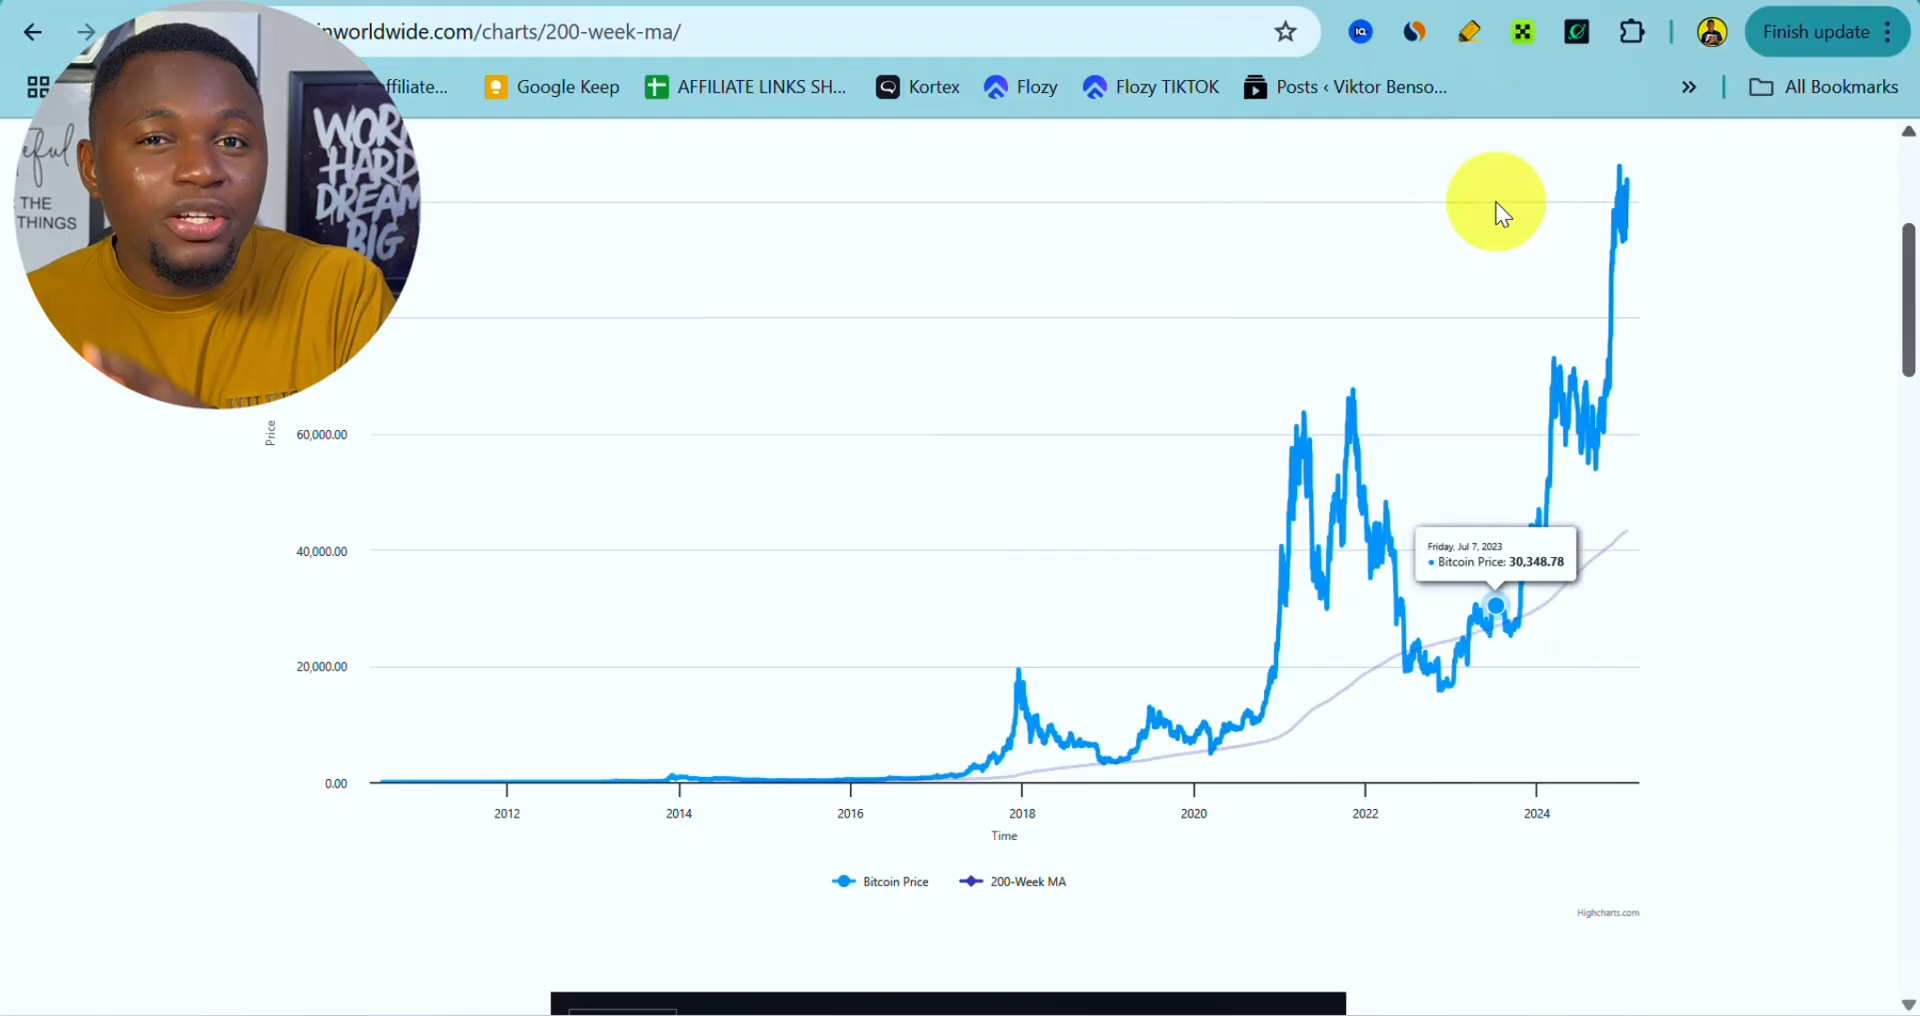 nworldwide.com/charts/200-week-ma/
Finish update
ffiliate...
Google Keep
AFFILIATE LINKS SH...
Kortex
Flozy
Flozy TIKTOK
Posts ‹ Viktor Benso...
»
All Bookmarks
eful
THE
THINGS
WORK
HARD
DREAM
BIG
Price
60,000.00
40,000.00
20,000.00
0.00
Friday, Jul 7, 2023
Bitcoin Price: 30,348.78
2012
2014
2016
2018
2020
2022
2024
Time
Bitcoin Price
200-Week MA
Highcharts.com